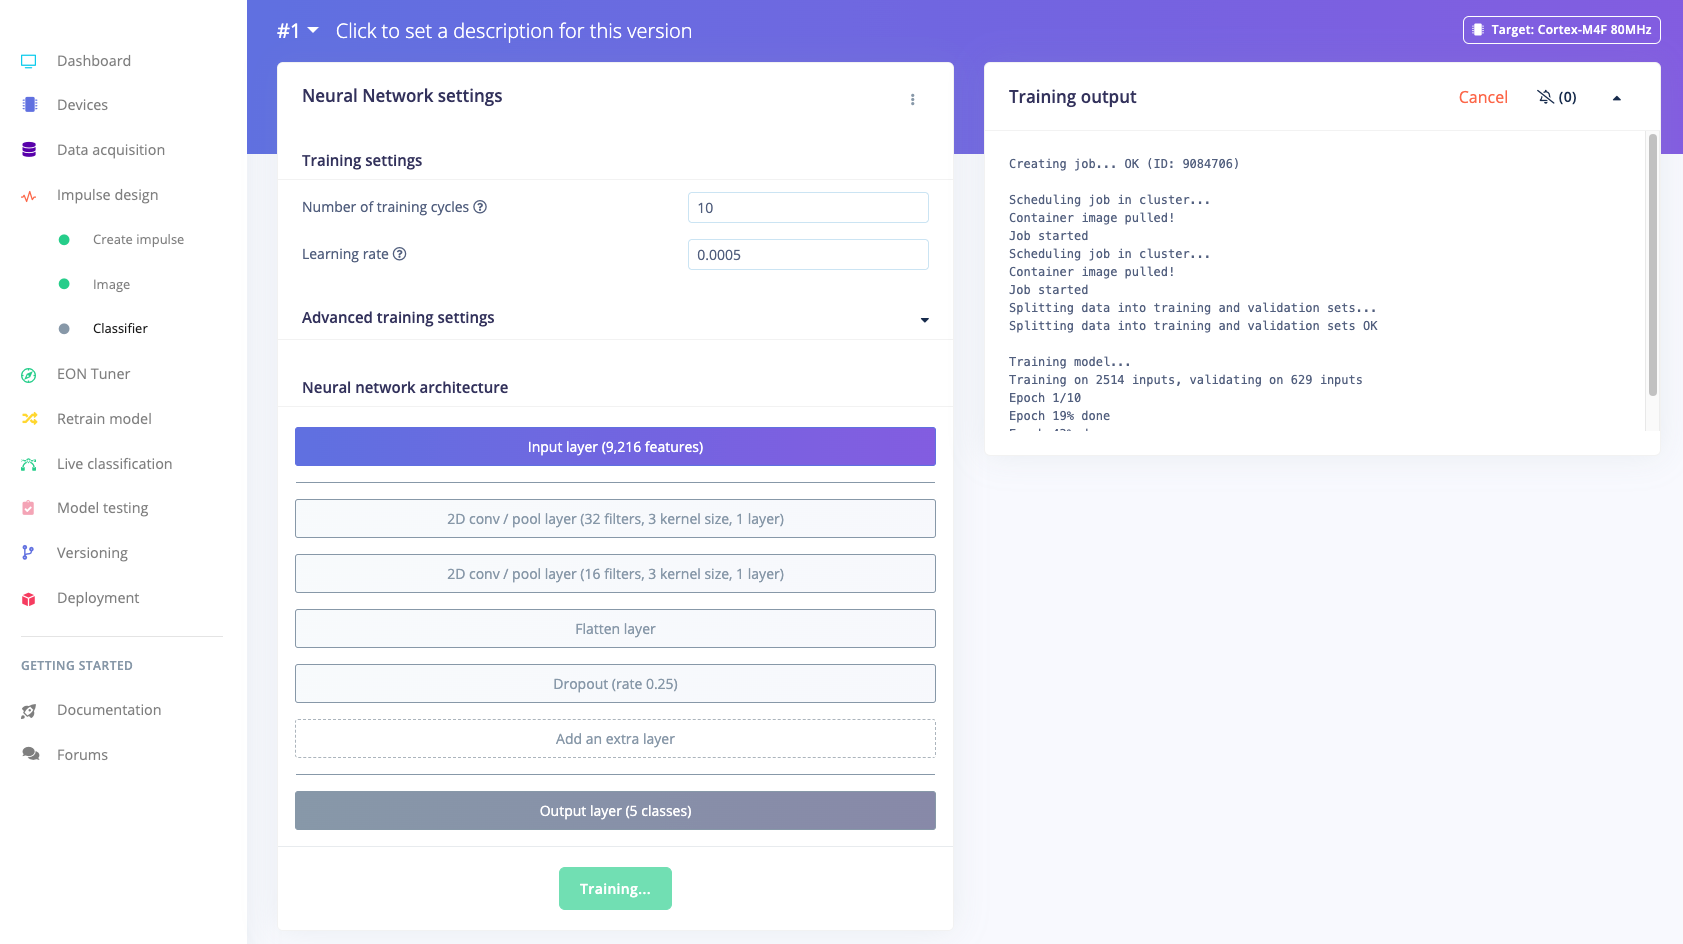 Dashboard
Devices
Data acquisition
Impulse design
Create impulse
Image
Classifier
EON Tuner
Retrain model
Live classification
Model testing
Versioning
Deployment
GETTING STARTED
Documentation
Forums
#1 Click to set a description for this version
Target: Cortex-M4F 80MHz
Neural Network settings
Training settings
Number of training cycles ? 10
Learning rate ? 0.0005
Advanced training settings
Neural network architecture
Input layer (9,216 features)
2D conv / pool layer (32 filters, 3 kernel size, 1 layer)
2D conv / pool layer (16 filters, 3 kernel size, 1 layer)
Flatten layer
Dropout (rate 0.25)
Add an extra layer
Output layer (5 classes)
Training...
Training output
Cancel (0)
Creating job... OK (ID: 9084706)
Scheduling job in cluster...
Container image pulled!
Job started
Scheduling job in cluster...
Container image pulled!
Job started
Splitting data into training and validation sets...
Splitting data into training and validation sets OK
Training model...
Training on 2514 inputs, validating on 629 inputs
Epoch 1/10
Epoch 19% done